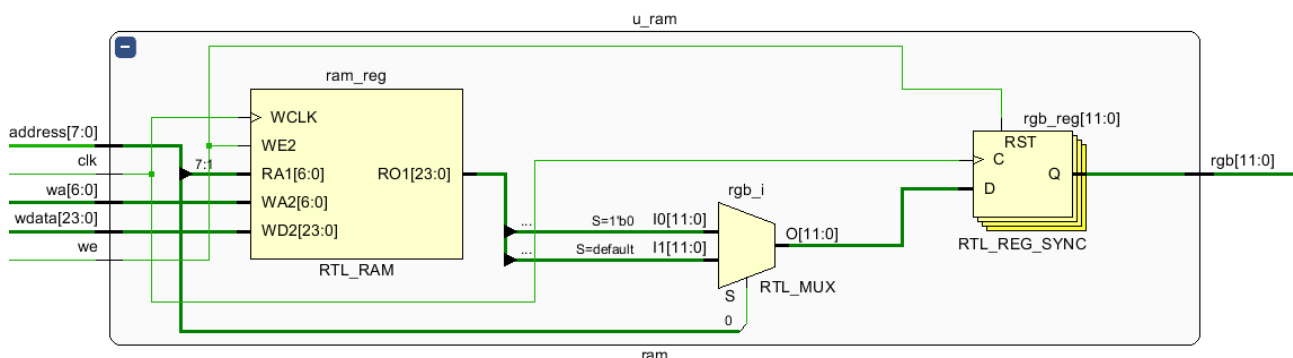 u_ram
ram_reg
WCLK
WE2
RA1[6:0]
WA2[6:0]
WD2[23:0]
RO1[23:0]
RTL_RAM
address[7:0]
clk
wa[6:0]
wdata[23:0]
we
7:1
...
S=1'b0
...
S=default
rgb_i
I0[11:0]
I1[11:0]
O[11:0]
S
RTL_MUX
0
rgb_reg[11:0]
RST
C
D
Q
RTL_REG_SYNC
rgb[11:0]
ram